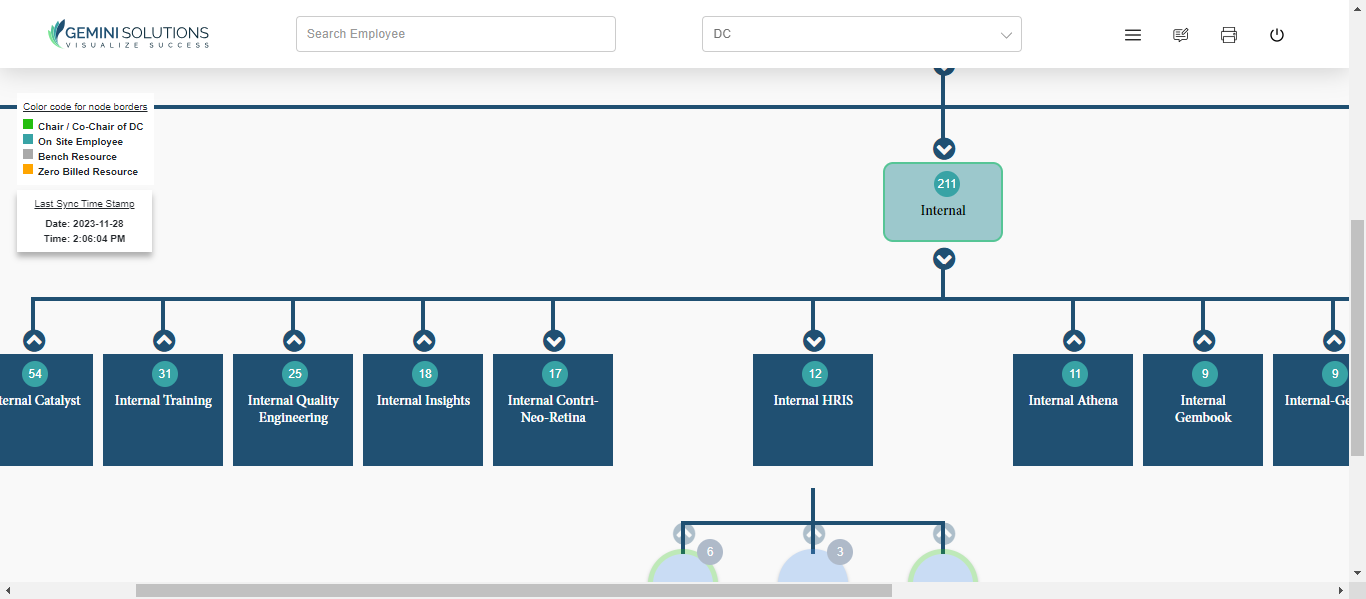 GEMINI SOLUTIONS
VISUALIZE SUCCESS
Search Employee
DC
Color code for node borders
Chair / Co-Chair of DC
On Site Employee
Bench Resource
Zero Billed Resource
Last Sync Time Stamp
Date: 2023-11-28
Time: 2:06:04 PM
211
Internal
54
ternal Catalyst
31
Internal Training
25
Internal Quality
Engineering
18
Internal Insights
17
Internal Contri-
Neo-Retina
12
Internal HRIS
11
Internal Athena
9
Internal
Gembook
9
Internal-Ge
6
3